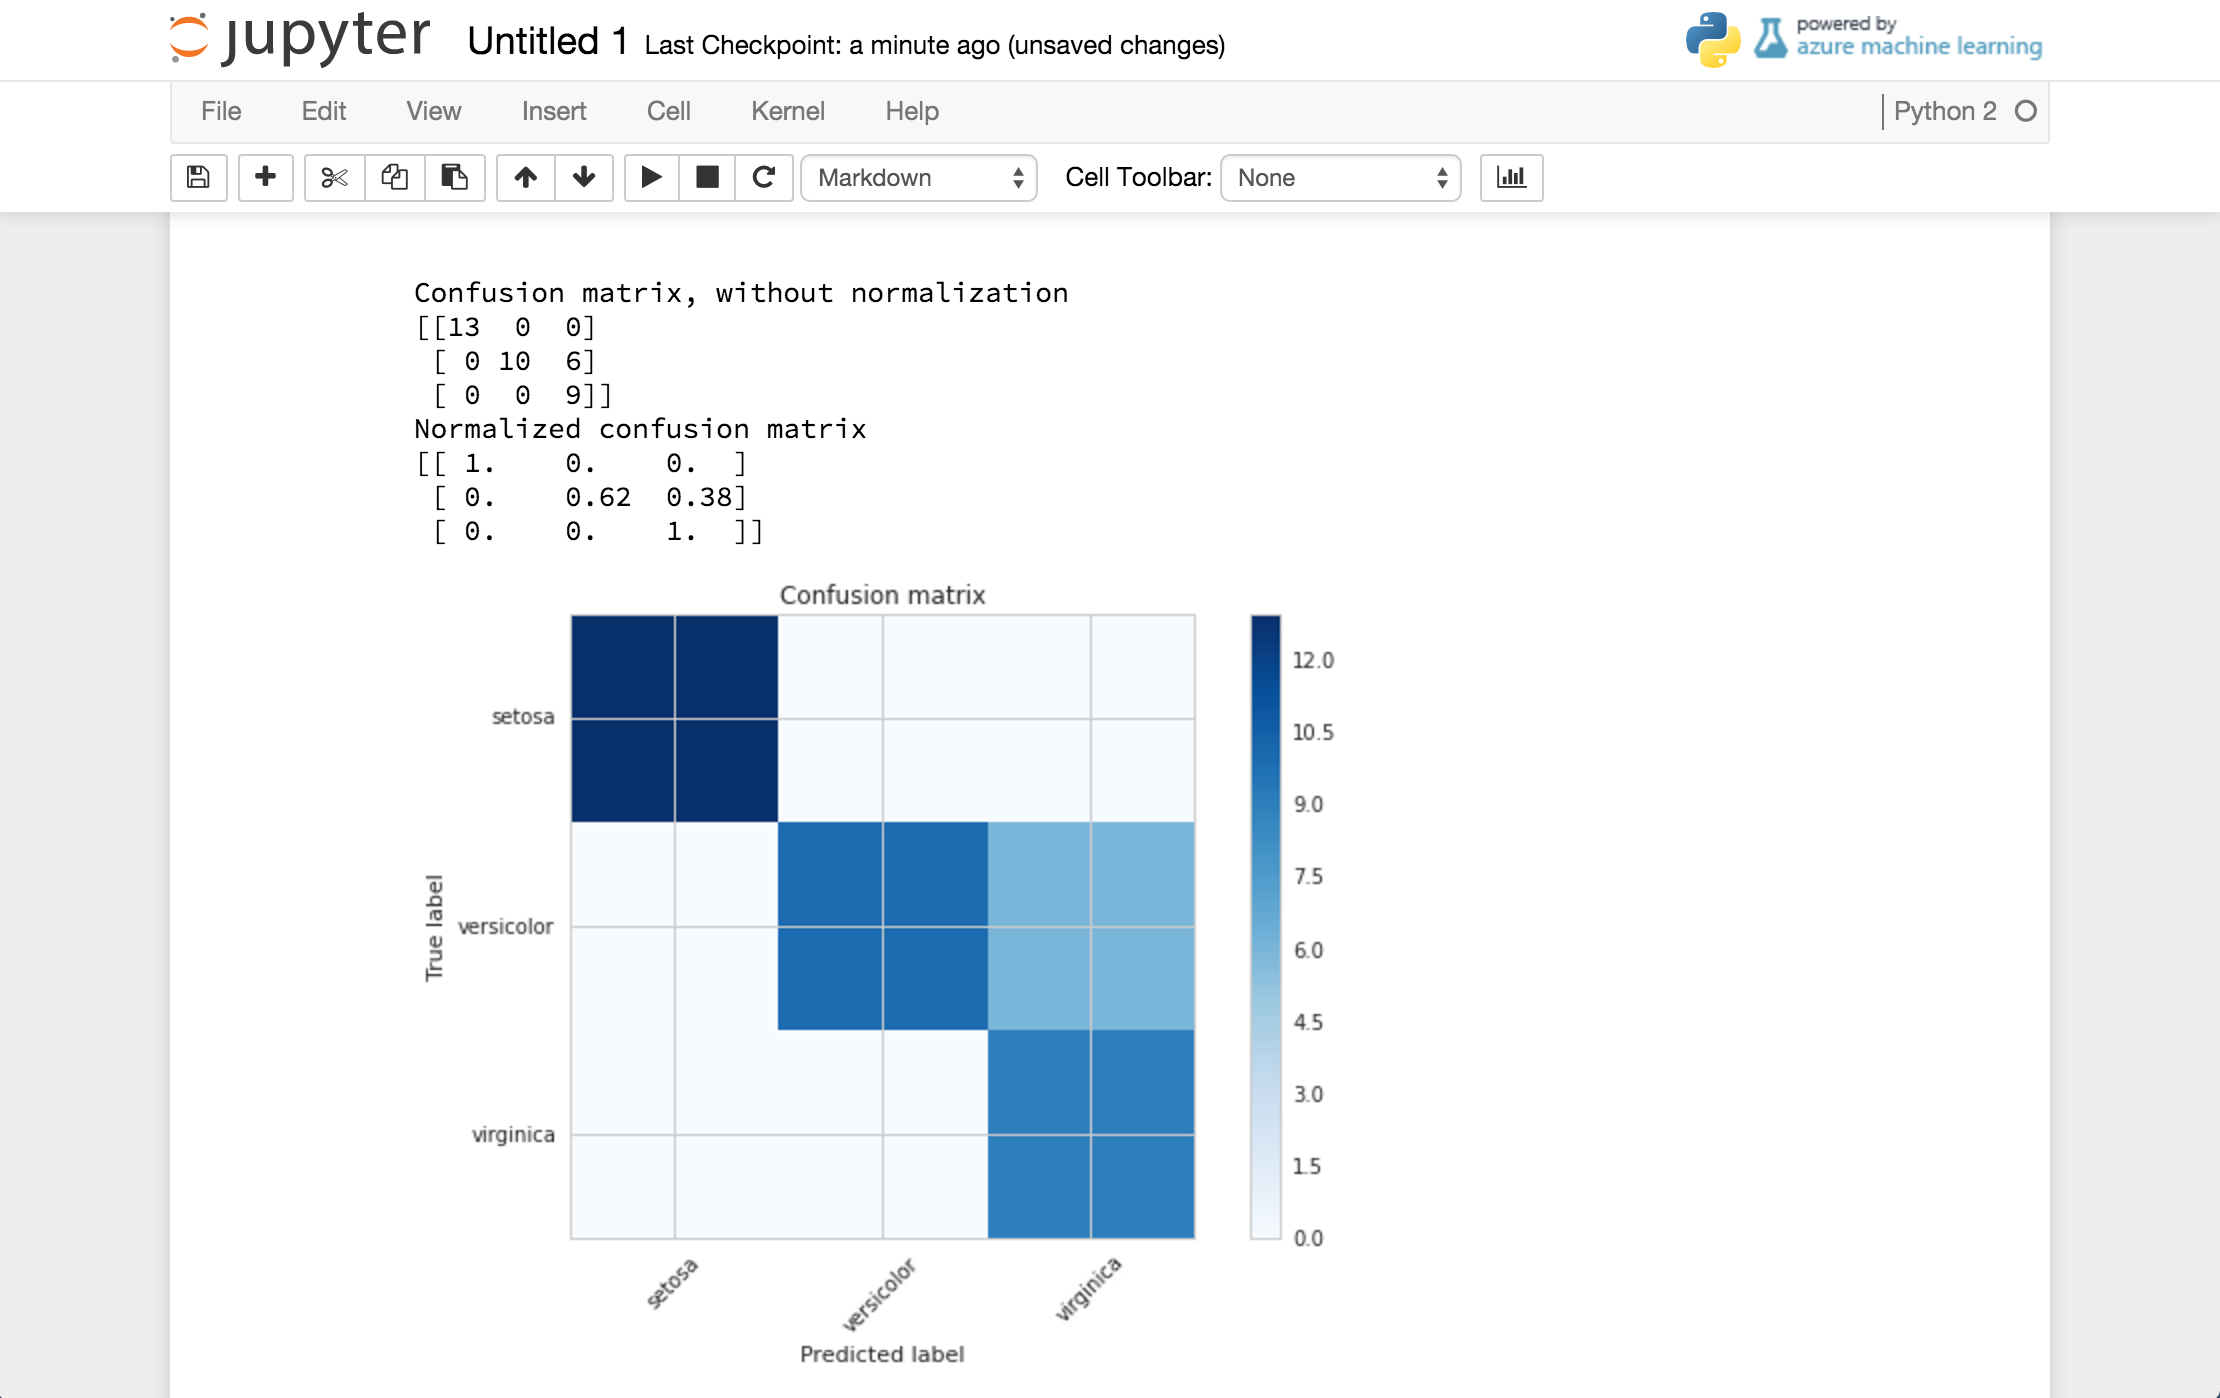 jupyter Untitled 1 Last Checkpoint: a minute ago (unsaved changes)
powered by
azure machine learning
File Edit View Insert Cell Kernel Help Python 2
Markdown Cell Toolbar: None
Confusion matrix, without normalization
[[13  0  0]
 [ 0 10  6]
 [ 0  0  9]]
Normalized confusion matrix
[[ 1.    0.    0.  ]
 [ 0.    0.62  0.38]
 [ 0.    0.    1.  ]]
Confusion matrix
True label
setosa
versicolor
virginica
12.0
10.5
9.0
7.5
6.0
4.5
3.0
1.5
0.0
setosa versicolor virginica
Predicted label